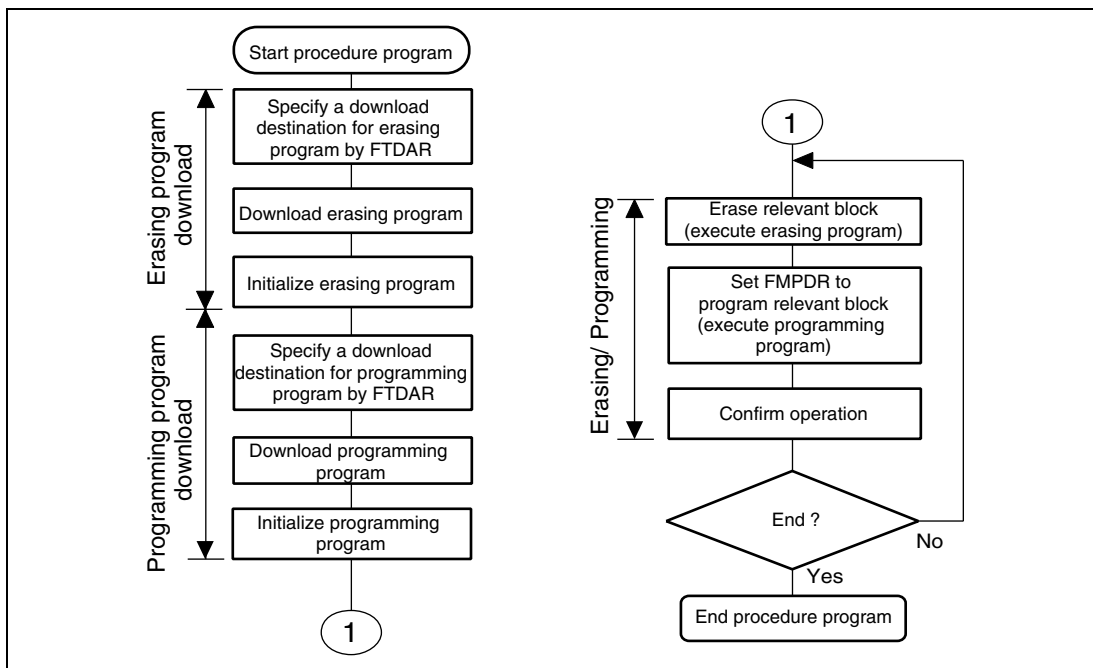 Start procedure program
Erasing program
download
Specify a download
destination for erasing
program by FTDAR
Download erasing program
Initialize erasing program
Programming program
download
Specify a download
destination for programming
program by FTDAR
Download programming
program
Initialize programming
program
1
1
Erasing/ Programming
Erase relevant block
(execute erasing program)
Set FMPDR to
program relevant block
(execute programming
program)
Confirm operation
End ?
No
Yes
End procedure program